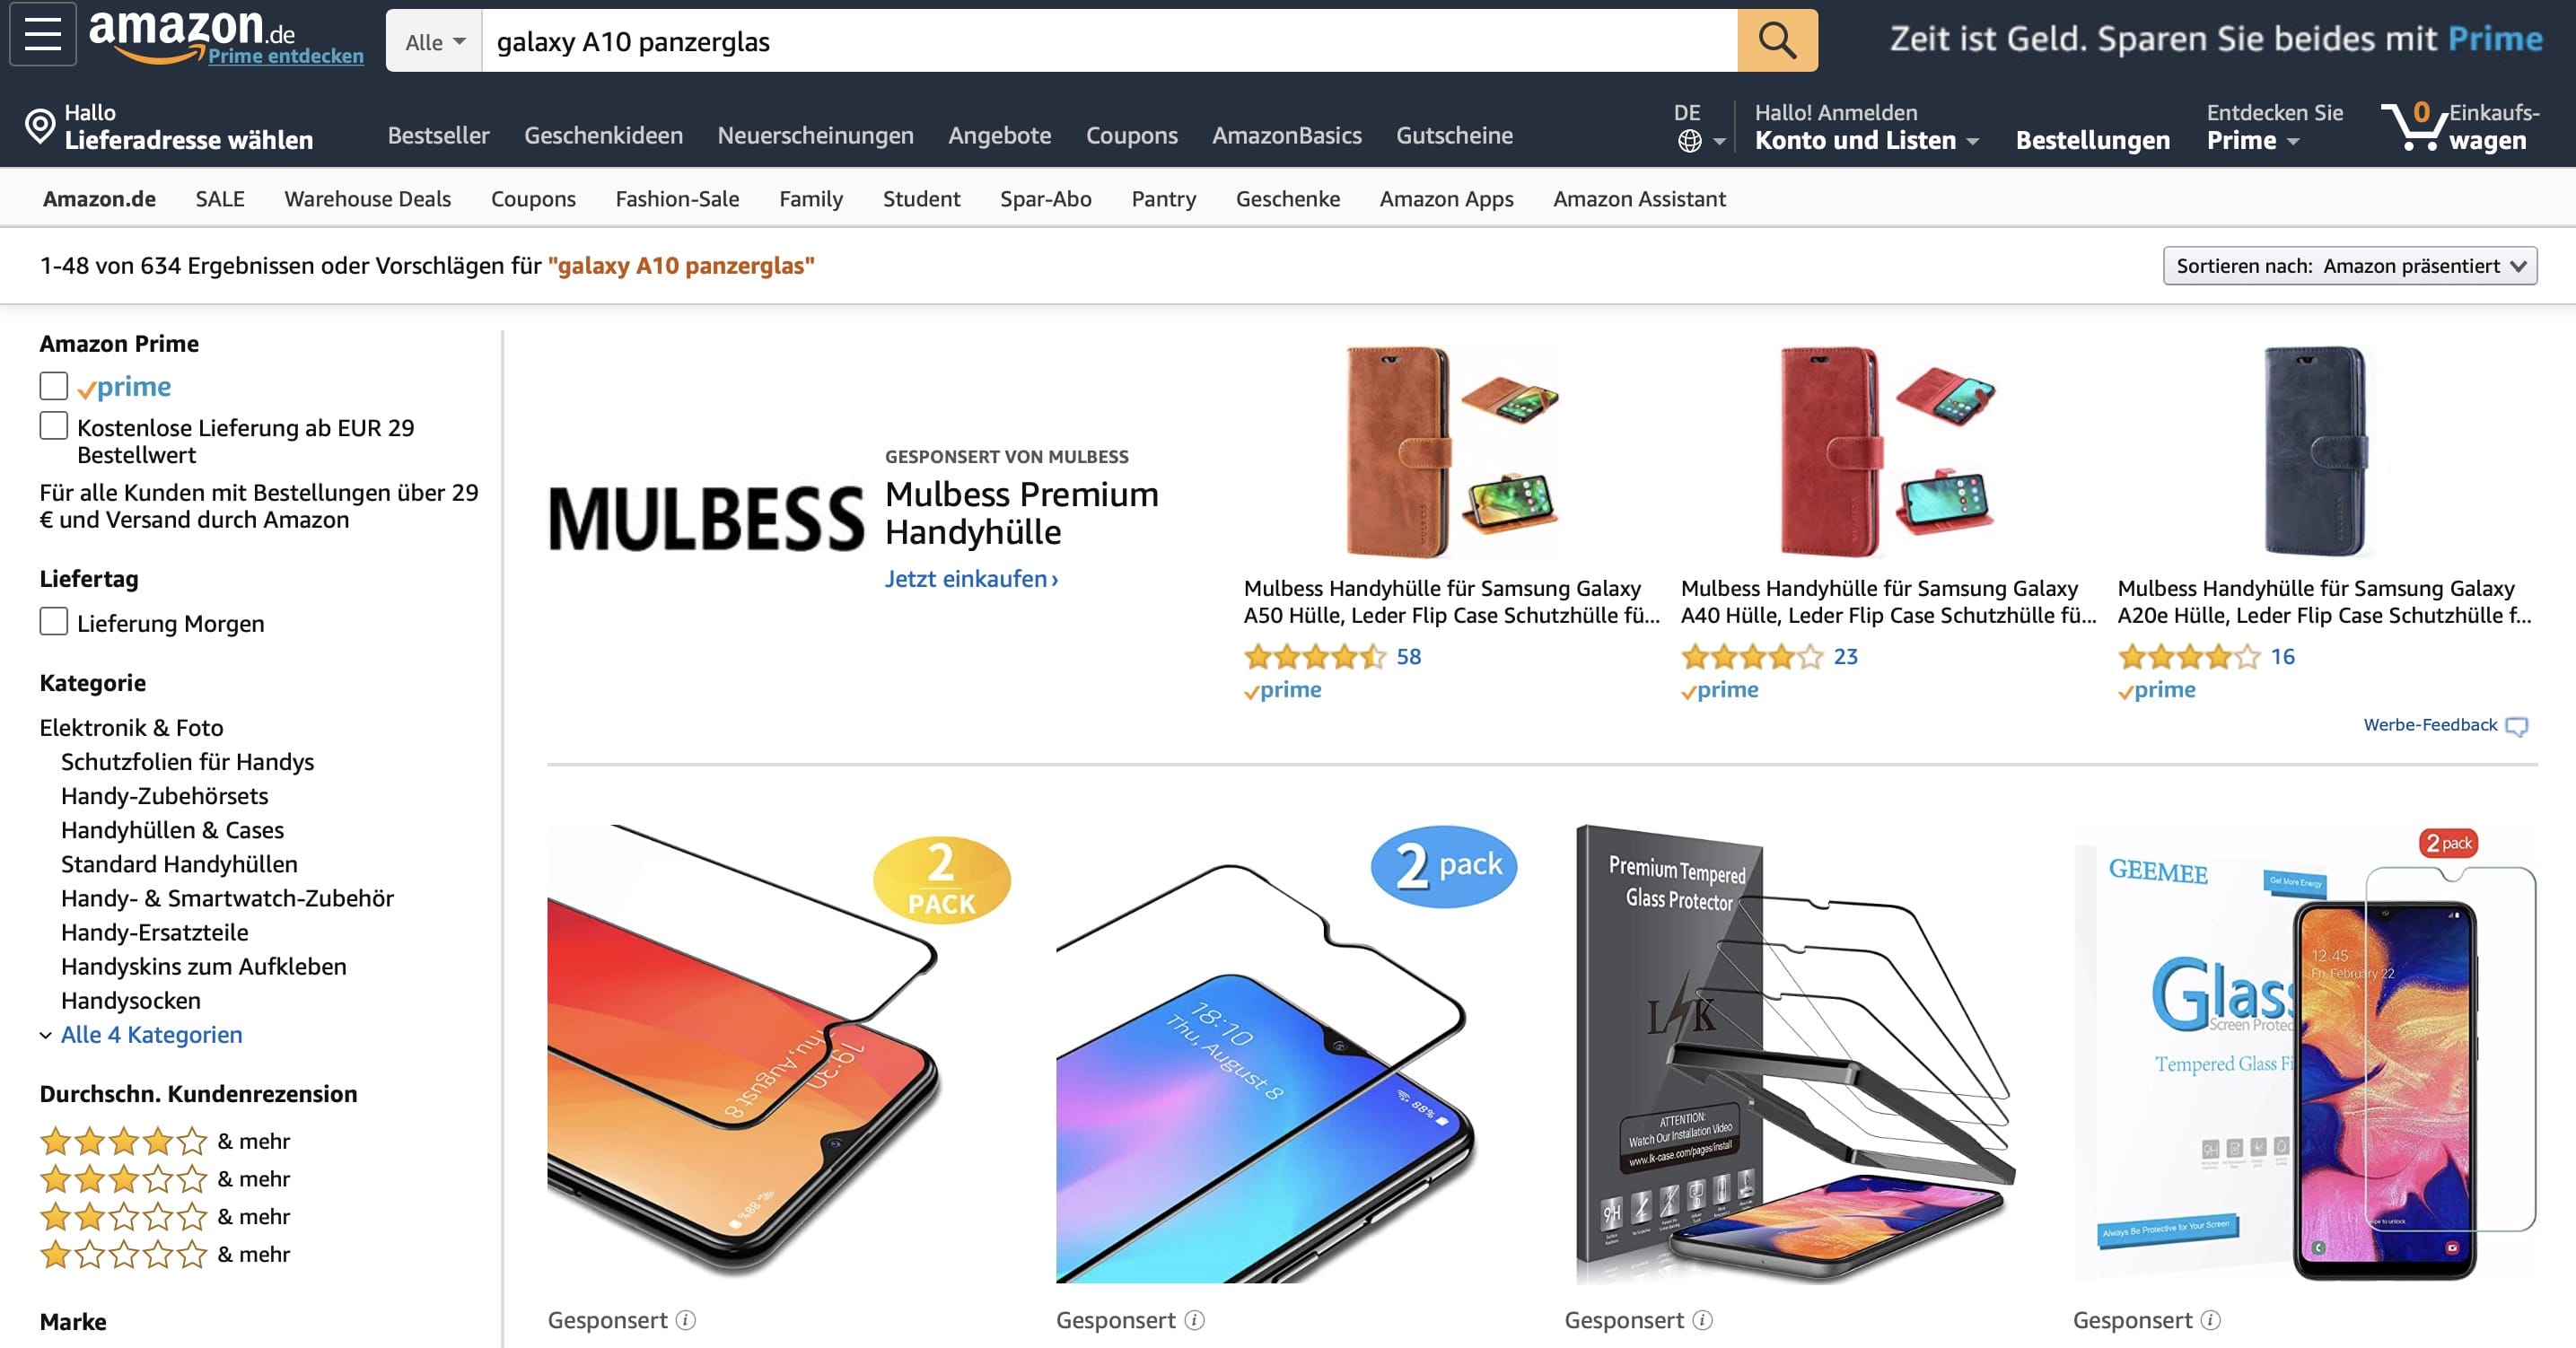 amazon.de
Prime entdecken
Alle
galaxy A10 panzerglas
Zeit ist Geld. Sparen Sie beides mit Prime
Hallo
Lieferadresse wählen
Bestseller Geschenkideen Neuerscheinungen Angebote Coupons AmazonBasics Gutscheine
DE
Hallo! Anmelden
Konto und Listen
Bestellungen
Entdecken Sie
Prime
0
Einkaufs-
wagen
Amazon.de SALE Warehouse Deals Coupons Fashion-Sale Family Student Spar-Abo Pantry Geschenke Amazon Apps Amazon Assistant
1-48 von 634 Ergebnissen oder Vorschlägen für "galaxy A10 panzerglas"
Sortieren nach: Amazon präsentiert
Amazon Prime
prime
Kostenlose Lieferung ab EUR 29
Bestellwert
Für alle Kunden mit Bestellungen über 29
€ und Versand durch Amazon
Liefertag
Lieferung Morgen
Kategorie
Elektronik & Foto
Schutzfolien für Handys
Handy-Zubehörsets
Handyhüllen & Cases
Standard Handyhüllen
Handy- & Smartwatch-Zubehör
Handy-Ersatzteile
Handyskins zum Aufkleben
Handysocken
Alle 4 Kategorien
Durchschn. Kundenrezension
& mehr
& mehr
& mehr
& mehr
Marke
MULBESS
GESPONSERT VON MULBESS
Mulbess Premium
Handyhülle
Jetzt einkaufen ›
Mulbess Handyhülle für Samsung Galaxy
A50 Hülle, Leder Flip Case Schutzhülle fü...
58
prime
Mulbess Handyhülle für Samsung Galaxy
A40 Hülle, Leder Flip Case Schutzhülle fü...
23
prime
Mulbess Handyhülle für Samsung Galaxy
A20e Hülle, Leder Flip Case Schutzhülle f...
16
prime
Werbe-Feedback
2
PACK
19:30
Thu, August 8
88%
Gesponsert
2 pack
18:10
Thu, August 8
88%
Gesponsert
Premium Tempered
Glass Protector
LK
ATTENTION:
Watch Our Installation Video
www.lk-case.com/pages/install
9H
Gesponsert
2 pack
GEEMEE
Get More Energy
Glass
Screen Protec
Tempered Glass Fi
12:45
Fri, February 22
9H
Always Be Protective for Your Screen
Gesponsert